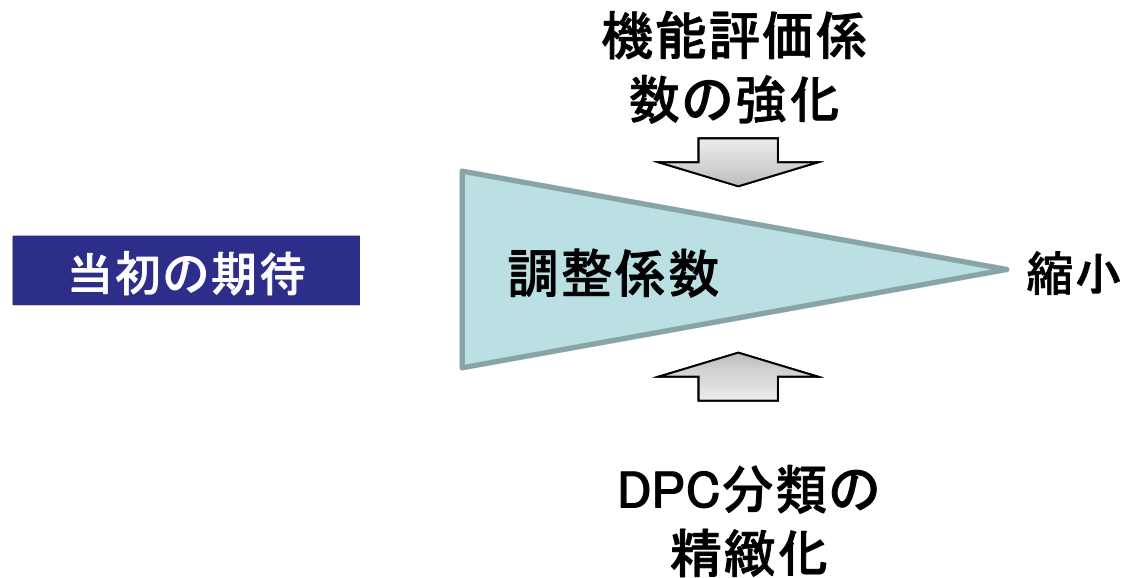 機能評価係
数の強化
当初の期待
調整係数
縮小
DPC分類の
精緻化